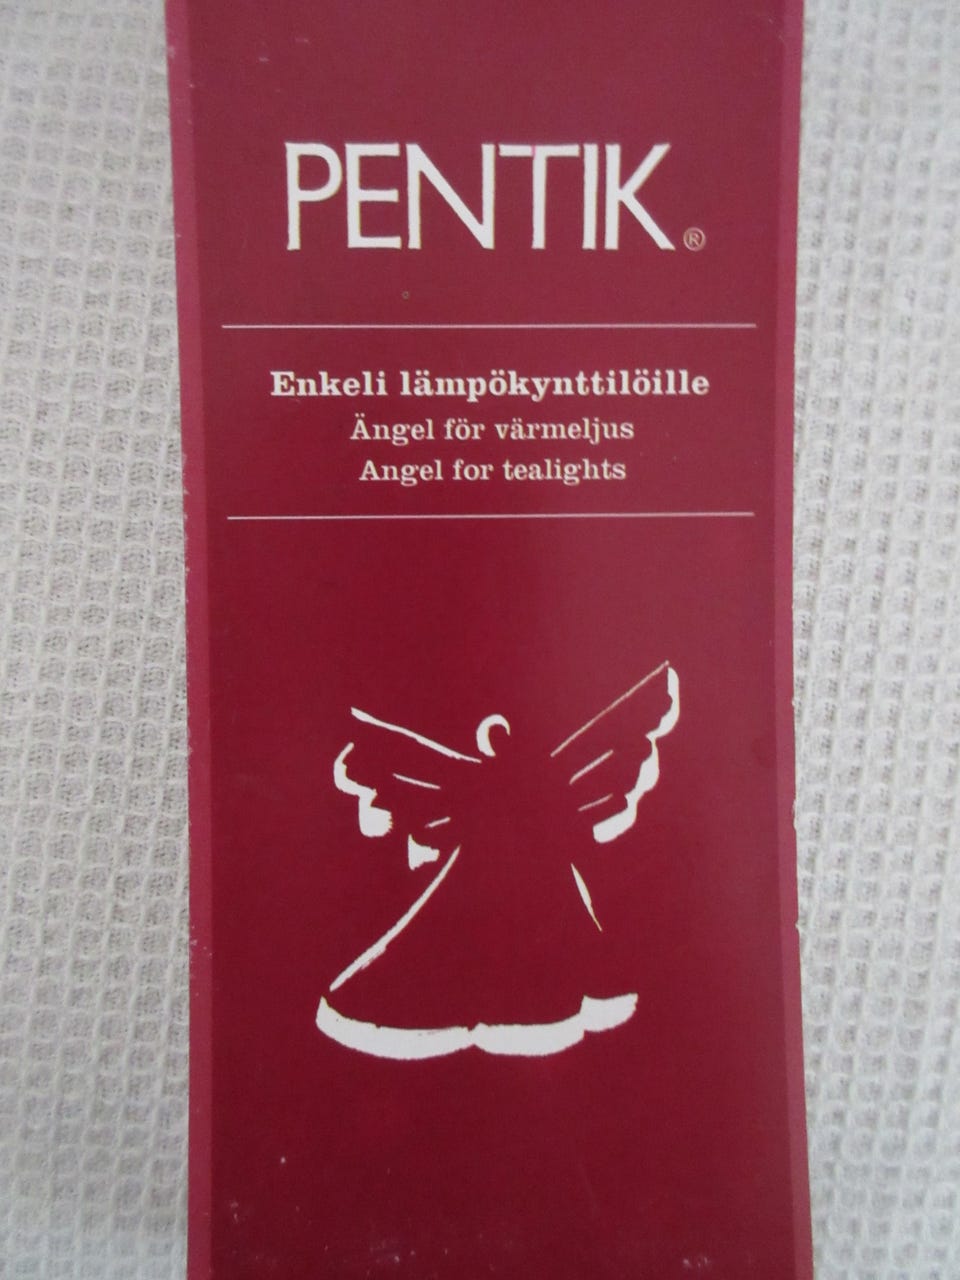 PENTIK®
Enkeli lämpökynttilöille
Ängel för värmeljus
Angel for tealights